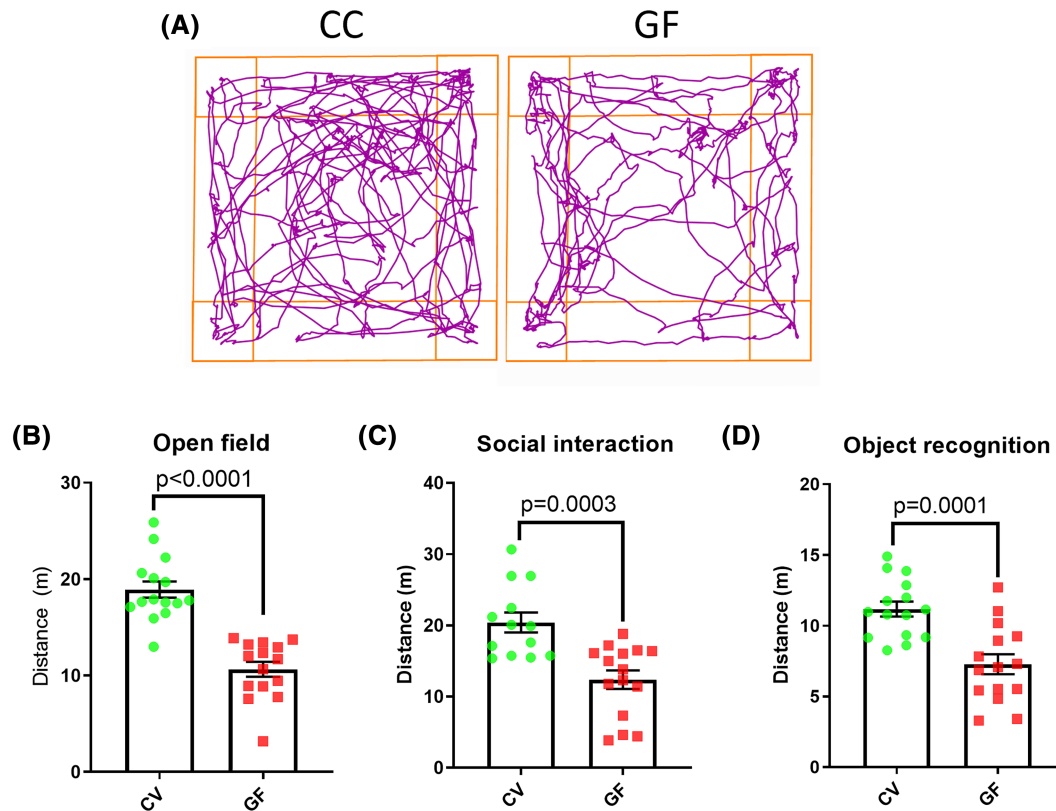 (A) CC GF
(B) Open field
p<0.0001
30
20
10
0
Distance (m)
CV GF
(C) Social interaction
p=0.0003
40
30
20
10
0
Distance (m)
CV GF
(D) Object recognition
p=0.0001
20
15
10
5
0
Distance (m)
CV GF